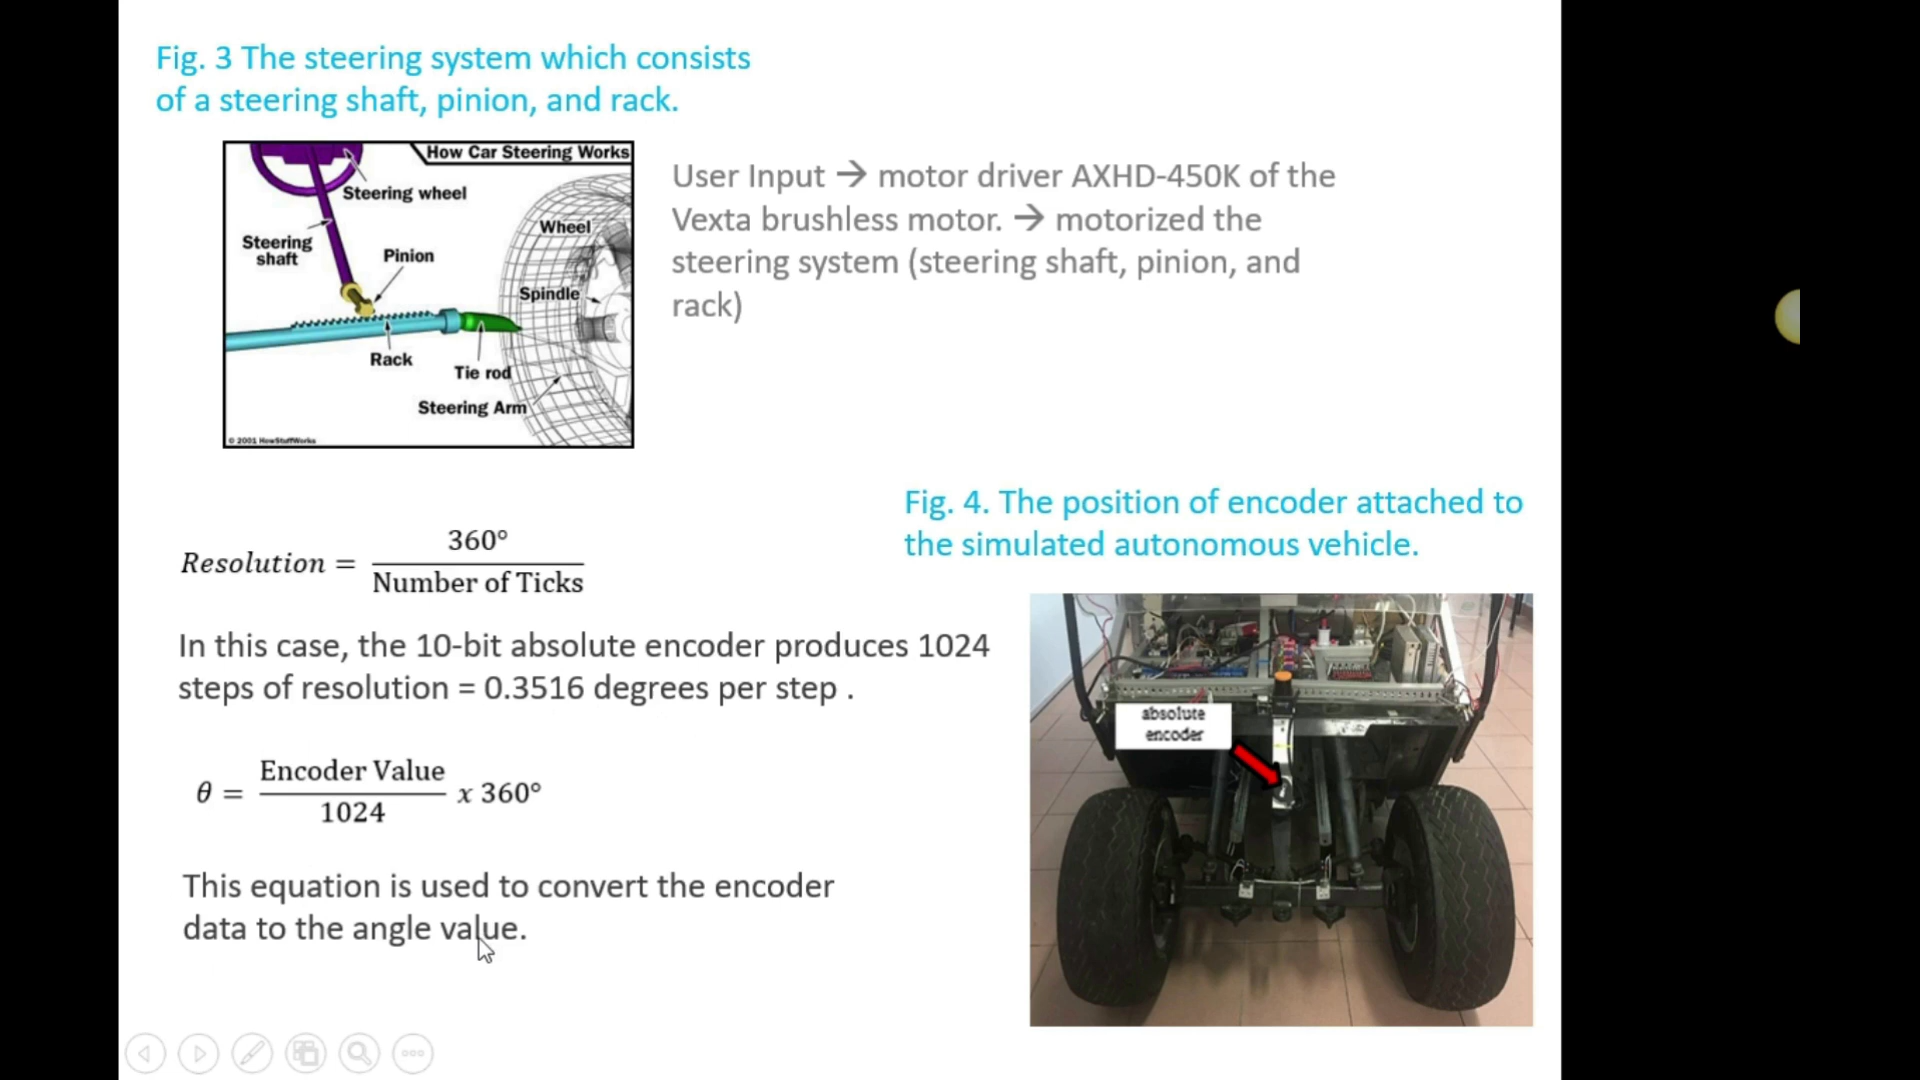 Fig. 3 The steering system which consists
of a steering shaft, pinion, and rack.
How Car Steering Works
Steering wheel
Steering
shaft
Pinion
Wheel
Spindle
Rack
Tie rod
Steering Arm
© 2001 HowStuffWorks
User Input → motor driver AXHD-450K of the
Vexta brushless motor. → motorized the
steering system (steering shaft, pinion, and
rack)
Resolution = 360° / Number of Ticks
In this case, the 10-bit absolute encoder produces 1024
steps of resolution = 0.3516 degrees per step .
θ = Encoder Value / 1024 x 360°
This equation is used to convert the encoder
data to the angle value.
Fig. 4. The position of encoder attached to
the simulated autonomous vehicle.
absolute
encoder